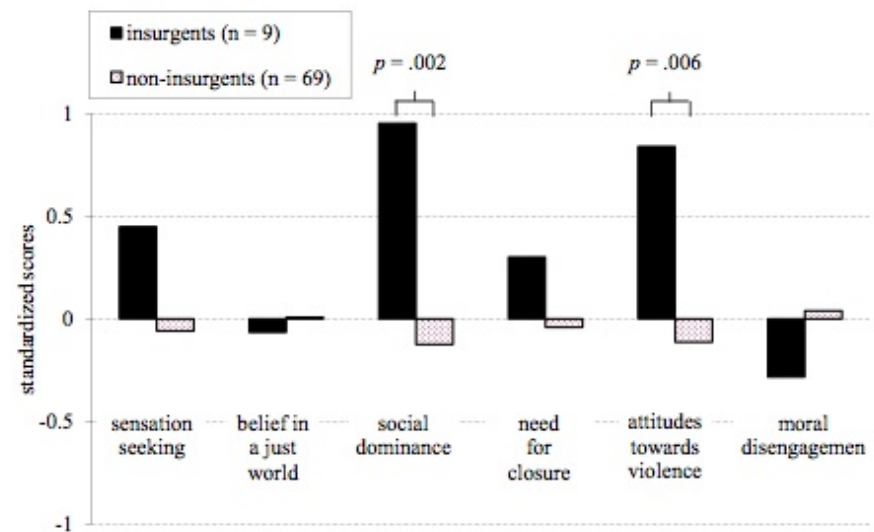 insurgents (n = 9)
non-insurgents (n = 69)
p = .002
p = .006
1
0.5
0
-0.5
-1
standardized scores
sensation
seeking
belief in
a just
world
social
dominance
need
for
closure
attitudes
towards
violence
moral
disengagemen